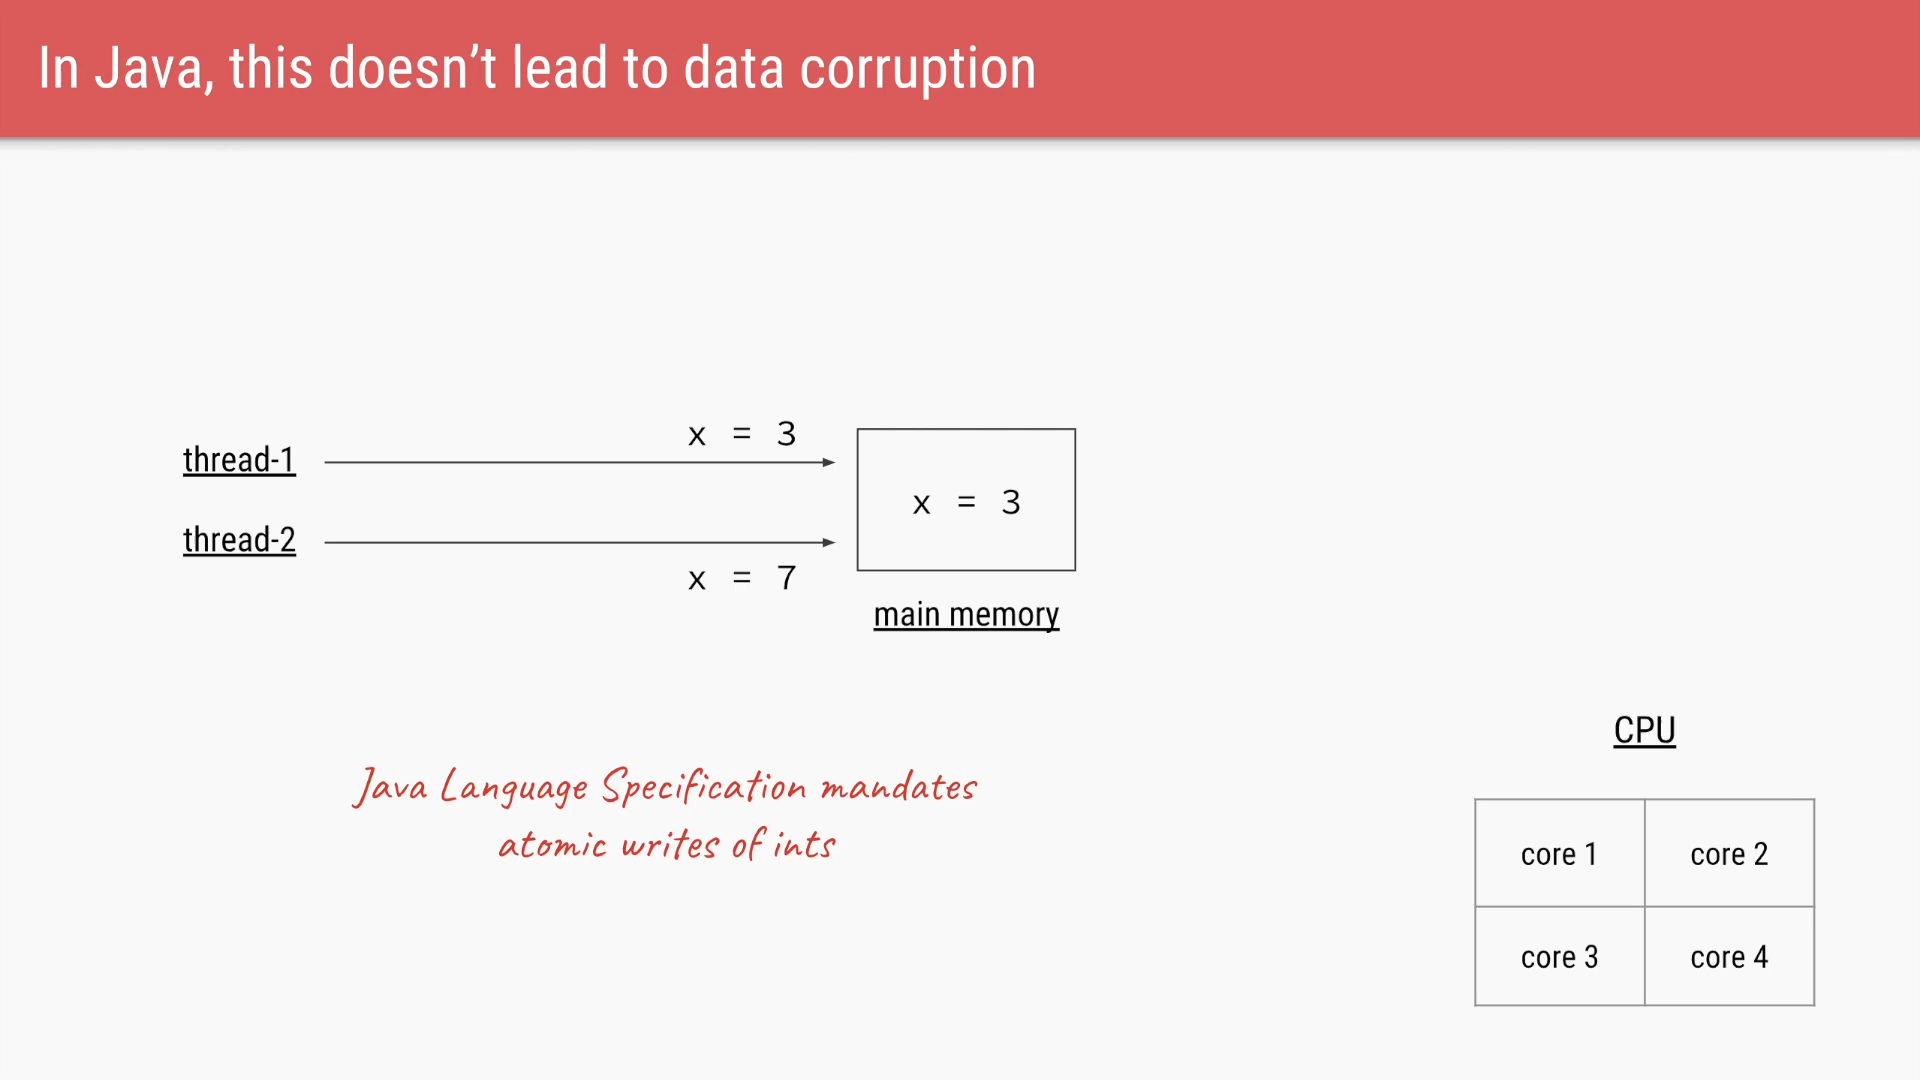 In Java, this doesn’t lead to data corruption
x = 3
thread-1
x = 3
thread-2
x = 7
main memory
Java Language Specification mandates
atomic writes of ints
CPU
core 1 core 2
core 3 core 4